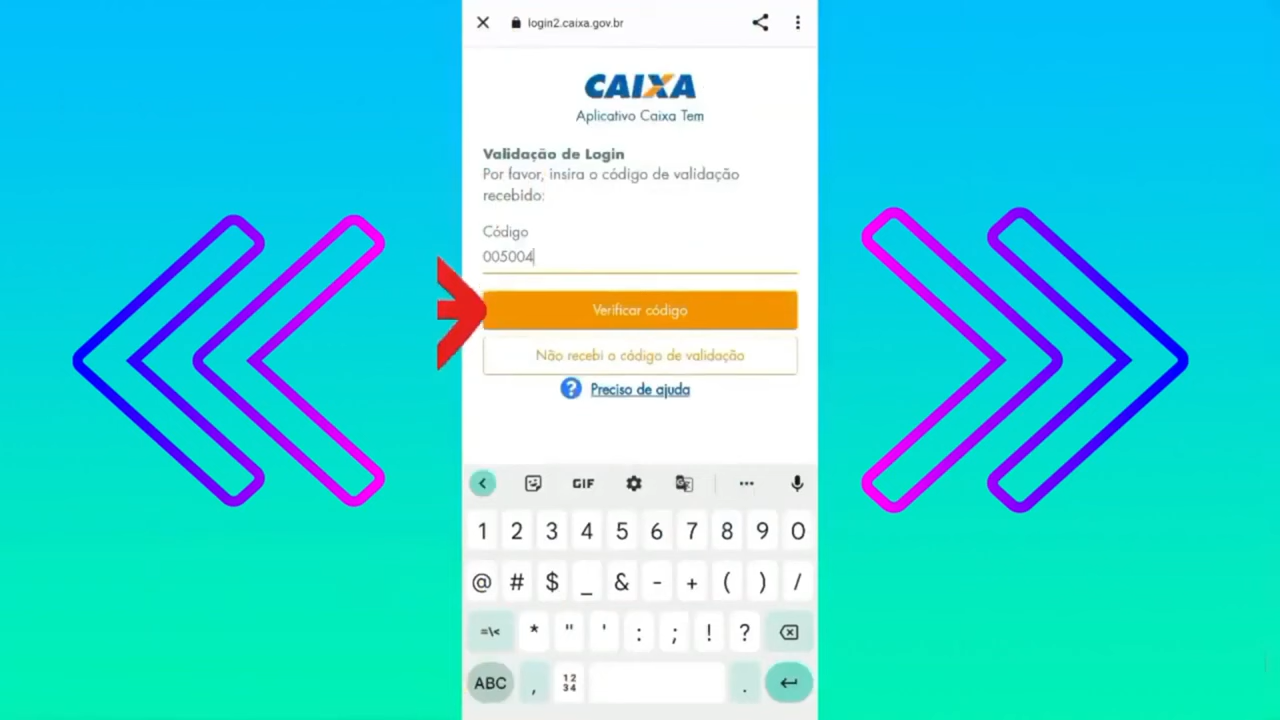 login2.caixa.gov.br
CAIXA
Aplicativo Caixa Tem
Validação de Login
Por favor, insira o código de validação
recebido:
Código
005004
Verificar código
Não recebi o código de validação
? Preciso de ajuda
GIF
1 2 3 4 5 6 7 8 9 0
@ # $ _ & - + ( ) /
=\< * " ' : ; ! ?
ABC , 12 .
34